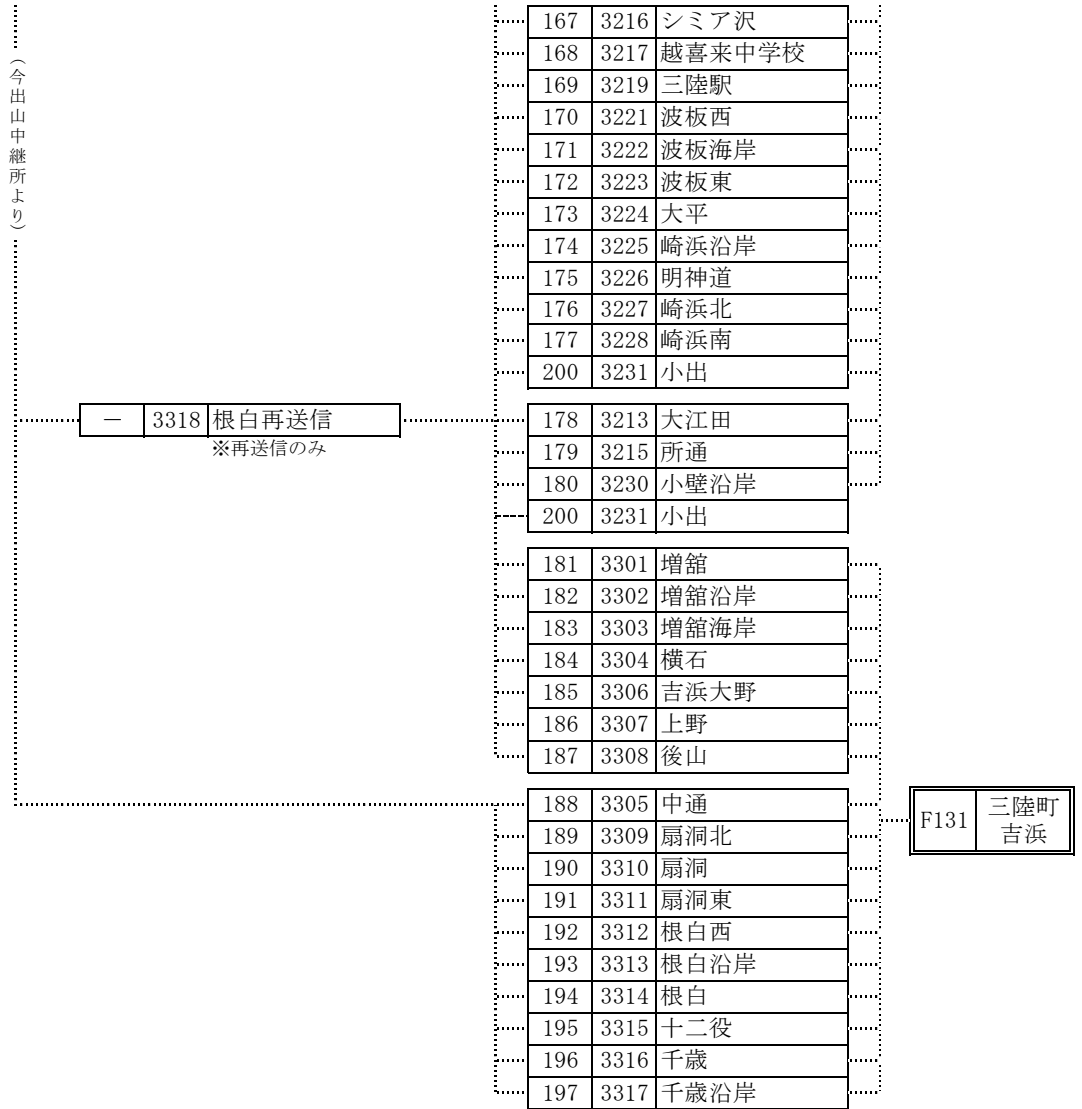 (今出山中継所より)
167 3216 シミア沢
168 3217 越喜来中学校
169 3219 三陸駅
170 3221 波板西
171 3222 波板海岸
172 3223 波板東
173 3224 大平
174 3225 崎浜沿岸
175 3226 明神道
176 3227 崎浜北
177 3228 崎浜南
200 3231 小出
― 3318 根白再送信
※再送信のみ
178 3213 大江田
179 3215 所通
180 3230 小壁沿岸
200 3231 小出
181 3301 増舘
182 3302 増舘沿岸
183 3303 増舘海岸
184 3304 横石
185 3306 吉浜大野
186 3307 上野
187 3308 後山
188 3305 中通
189 3309 扇洞北
190 3310 扇洞
191 3311 扇洞東
192 3312 根白西
193 3313 根白沿岸
194 3314 根白
195 3315 十二役
196 3316 千歳
197 3317 千歳沿岸
F131 三陸町
吉浜